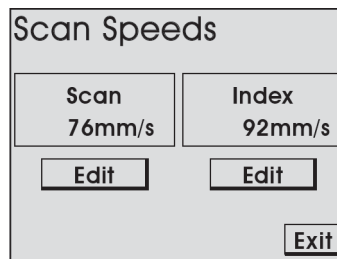 Scan Speeds
Scan Index
76mm/s 92mm/s
Edit Edit
Exit